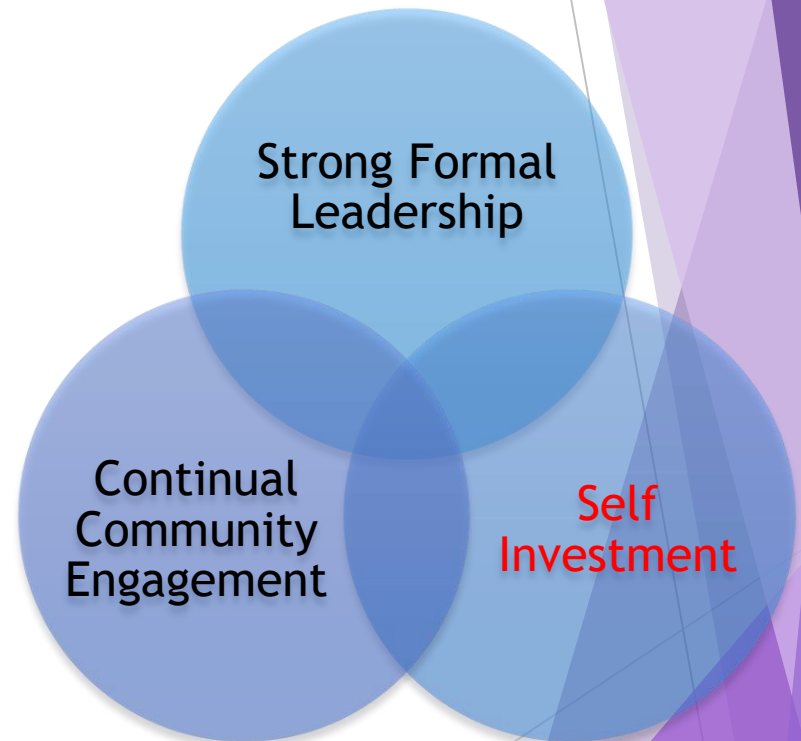 Strong Formal
Leadership
Continual
Community
Engagement
Self
Investment